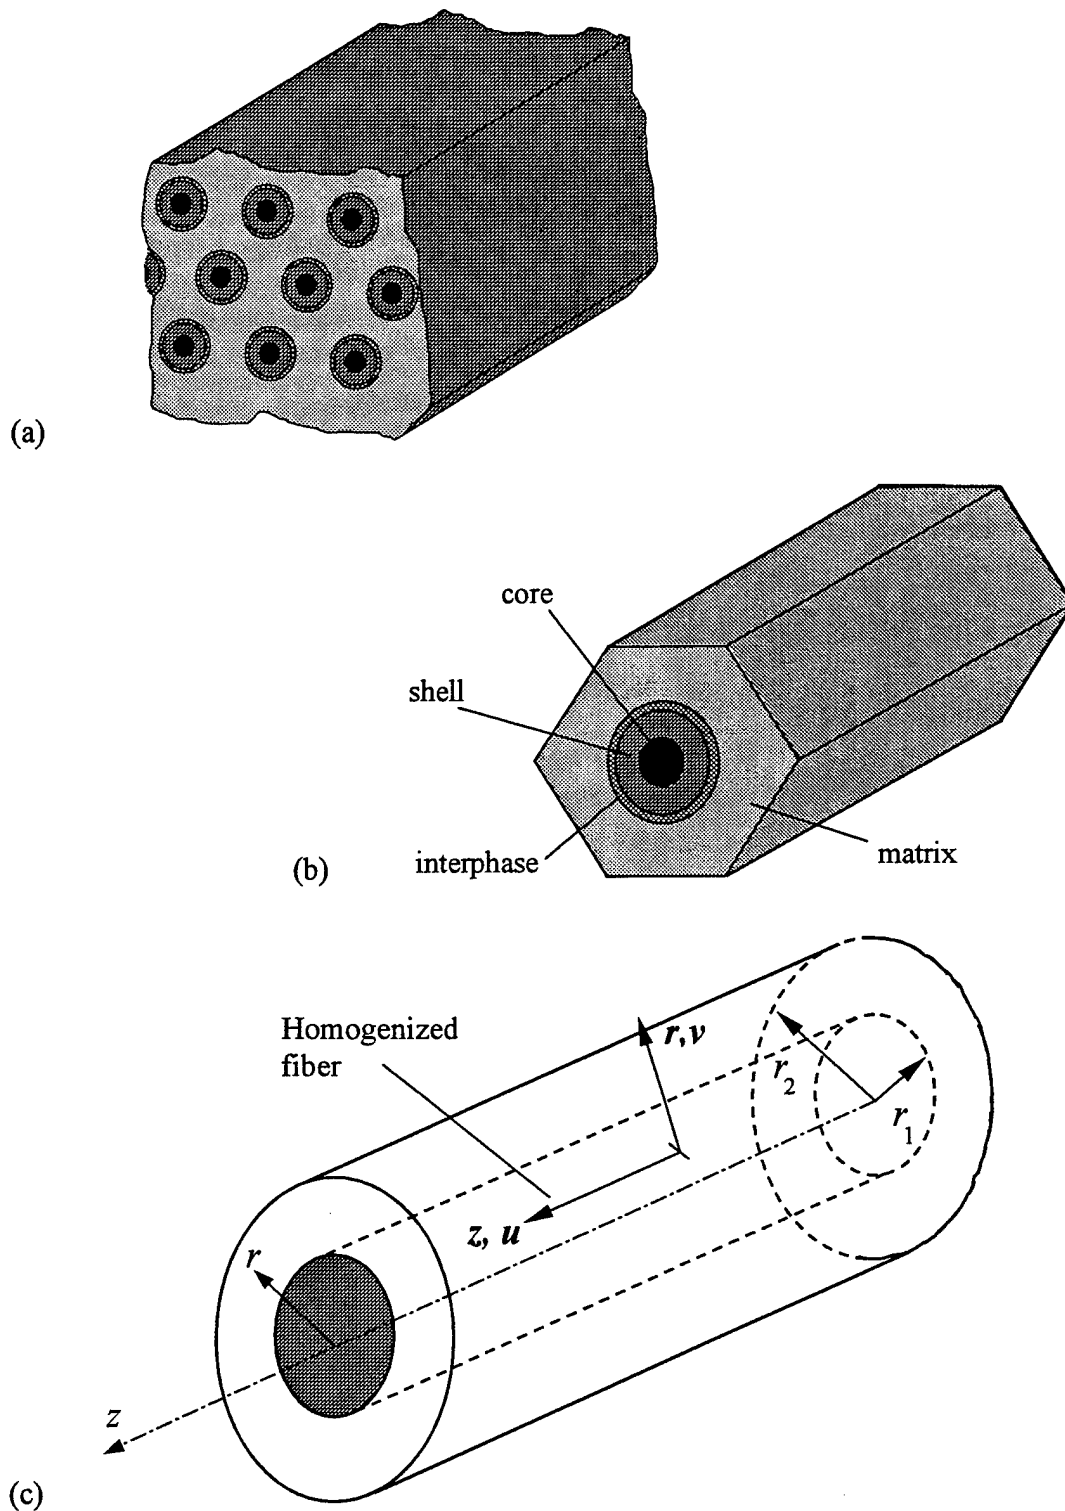 (a)
core
shell
interphase
matrix
(b)
Homogenized
fiber
r,v
r2
r1
z, u
r
z
(c)